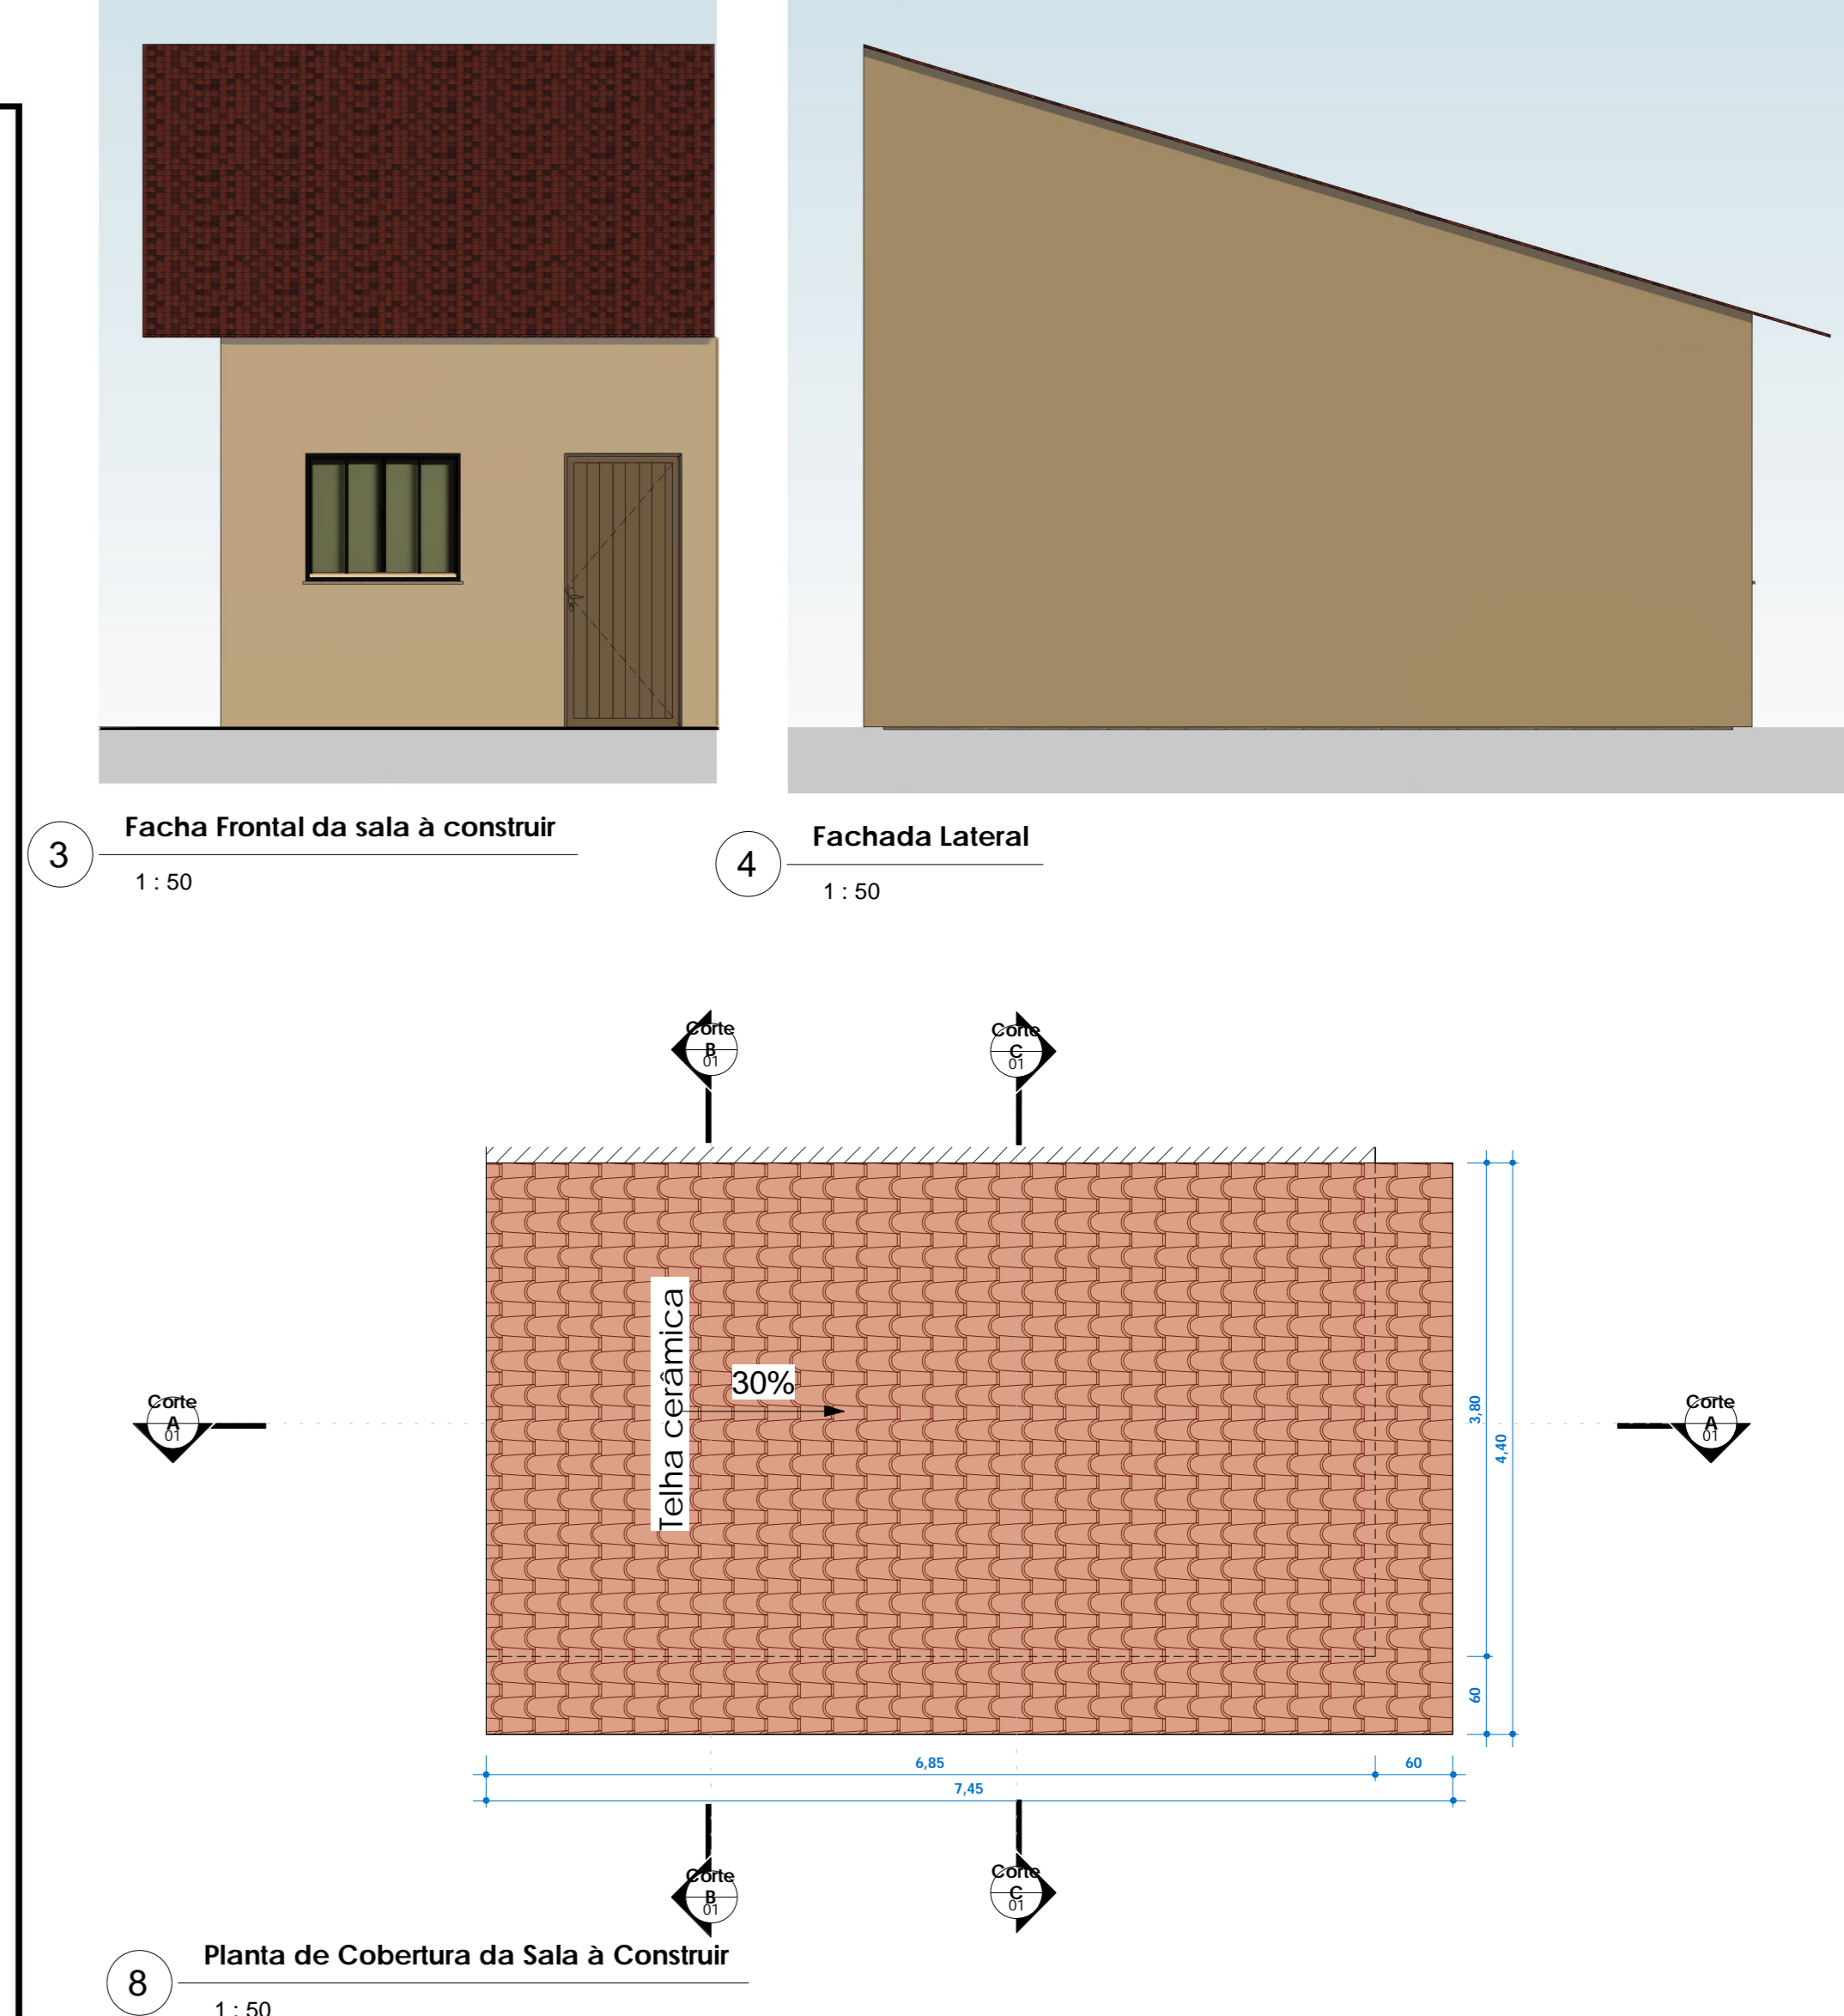 Facha Frontal da sala à construir
3
1 : 50
Fachada Lateral
4
1 : 50
Corte
B
01
Corte
C
01
Telha cerâmica
30%
Corte
A
01
Corte
A
01
3,80
4,40
60
6,85
60
7,45
Corte
B
01
Corte
C
01
Planta de Cobertura da Sala à Construir
8
1 : 50